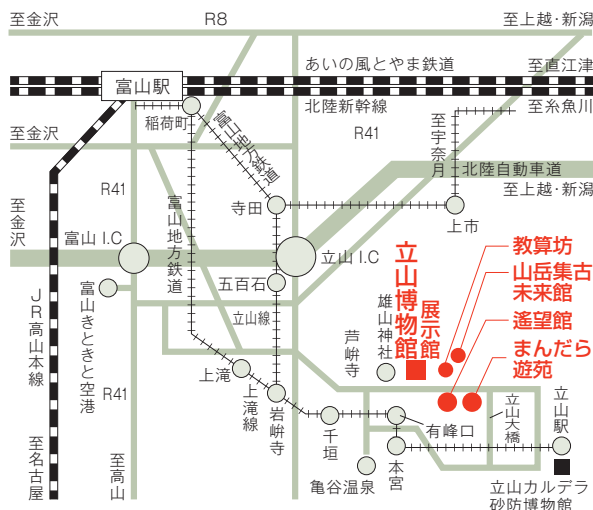 至金沢
R8
至上越・新潟
あいの風とやま鉄道
至直江津
富山駅
北陸新幹線
至糸魚川
稲荷町
至金沢
富山地方鉄道
R41
至宇奈月
北陸自動車道
至上越・新潟
R41
富山地方鉄道
寺田
上市
至金沢
富山 I.C
立山 I.C
五百石
立山線
富山きときと空港
JR高山本線
立山博物館
展示館
教算坊
山岳集古
未来館
遙望館
まんだら
遊苑
雄山神社
芦峅寺
上滝
上滝線
岩峅寺
R41
千垣
有峰口
本宮
亀谷温泉
立山大橋
立山駅
立山カルデラ
砂防博物館
至名古屋
至高山